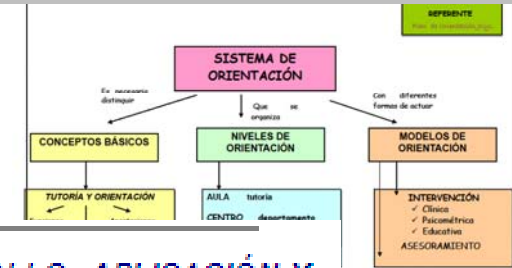 REFERENTE
SISTEMA DE
ORIENTACIÓN
Es necesario
distinguir
Que se
organiza
Con diferentes
formas de actuar
CONCEPTOS BÁSICOS
NIVELES DE
ORIENTACIÓN
MODELOS DE
ORIENTACIÓN
TUTORÍA Y ORIENTACIÓN
AULA tutoría
CENTRO departamento
INTERVENCIÓN
✓ Clínica
✓ Psicométrica
✓ Educativa
ASESORAMIENTO